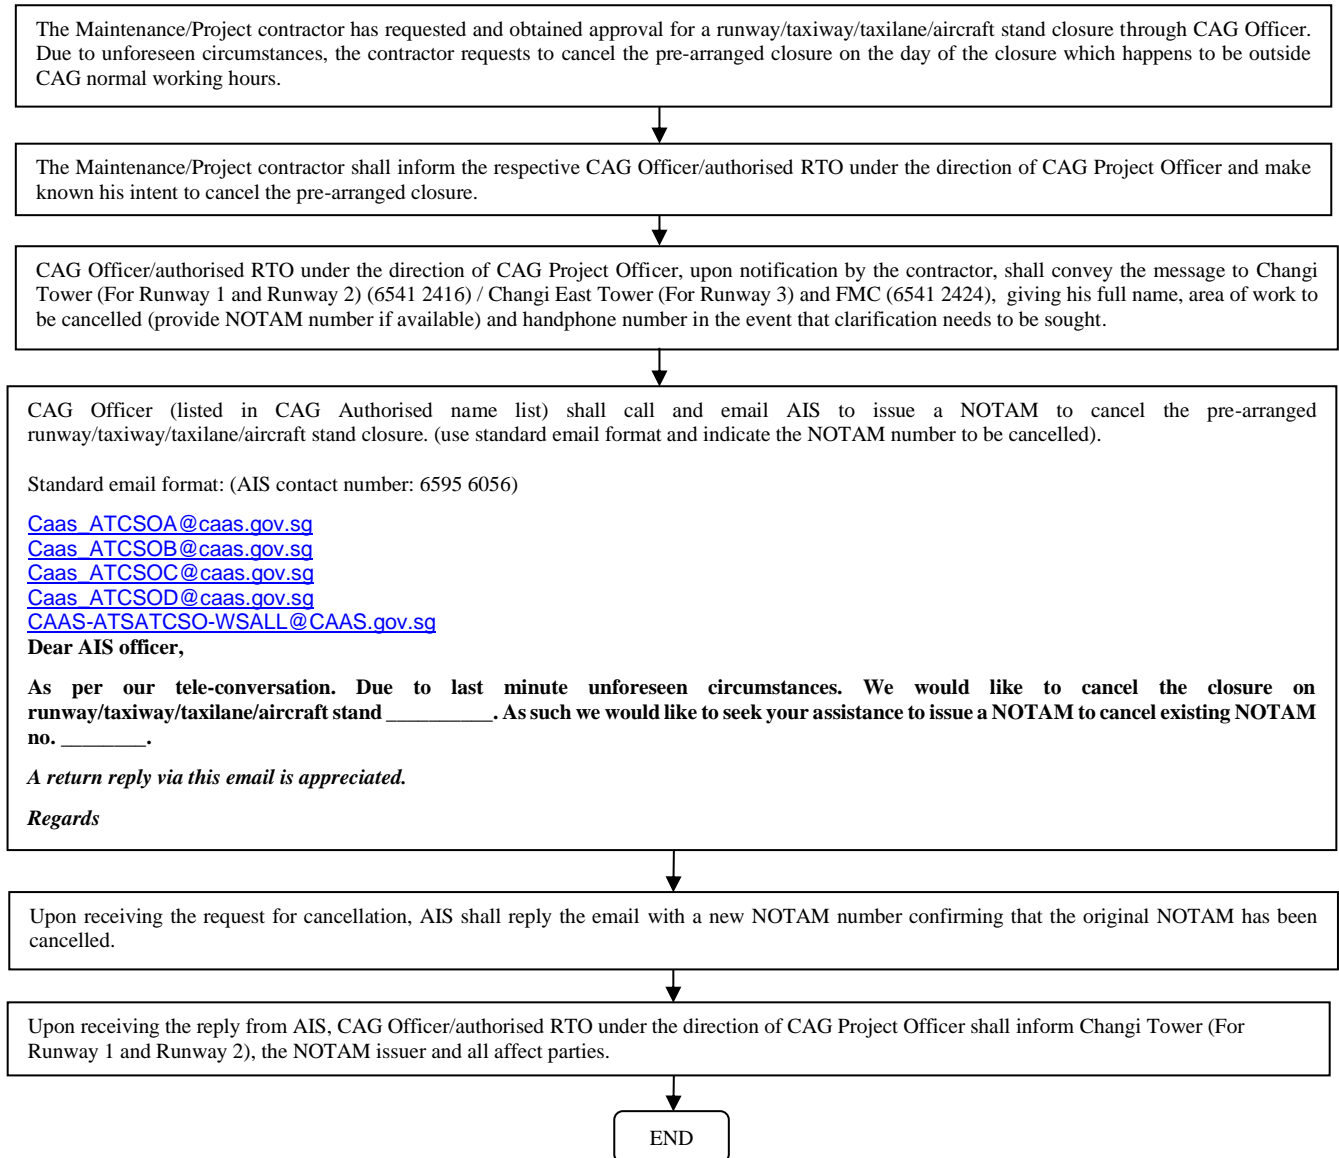 The Maintenance/Project contractor has requested and obtained approval for a runway/taxiway/taxilane/aircraft stand closure through CAG Officer.
Due to unforeseen circumstances, the contractor requests to cancel the pre-arranged closure on the day of the closure which happens to be outside
CAG normal working hours.
The Maintenance/Project contractor shall inform the respective CAG Officer/authorised RTO under the direction of CAG Project Officer and make
known his intent to cancel the pre-arranged closure.
CAG Officer/authorised RTO under the direction of CAG Project Officer, upon notification by the contractor, shall convey the message to Changi
Tower (For Runway 1 and Runway 2) (6541 2416) / Changi East Tower (For Runway 3) and FMC (6541 2424), giving his full name, area of work to
be cancelled (provide NOTAM number if available) and handphone number in the event that clarification needs to be sought.
CAG Officer (listed in CAG Authorised name list) shall call and email AIS to issue a NOTAM to cancel the pre-arranged
runway/taxiway/taxilane/aircraft stand closure. (use standard email format and indicate the NOTAM number to be cancelled).
Standard email format: (AIS contact number: 6595 6056)
Caas_ATCSOA@caas.gov.sg
Caas_ATCSOB@caas.gov.sg
Caas_ATCSOC@caas.gov.sg
Caas_ATCSOD@caas.gov.sg
CAAS-ATSATCSO-WSALL@CAAS.gov.sg
Dear AIS officer,
As per our tele-conversation. Due to last minute unforeseen circumstances. We would like to cancel the closure on
runway/taxiway/taxilane/aircraft stand __________. As such we would like to seek your assistance to issue a NOTAM to cancel existing NOTAM
no. ________.
A return reply via this email is appreciated.
Regards
Upon receiving the request for cancellation, AIS shall reply the email with a new NOTAM number confirming that the original NOTAM has been
cancelled.
Upon receiving the reply from AIS, CAG Officer/authorised RTO under the direction of CAG Project Officer shall inform Changi Tower (For
Runway 1 and Runway 2), the NOTAM issuer and all affect parties.
END